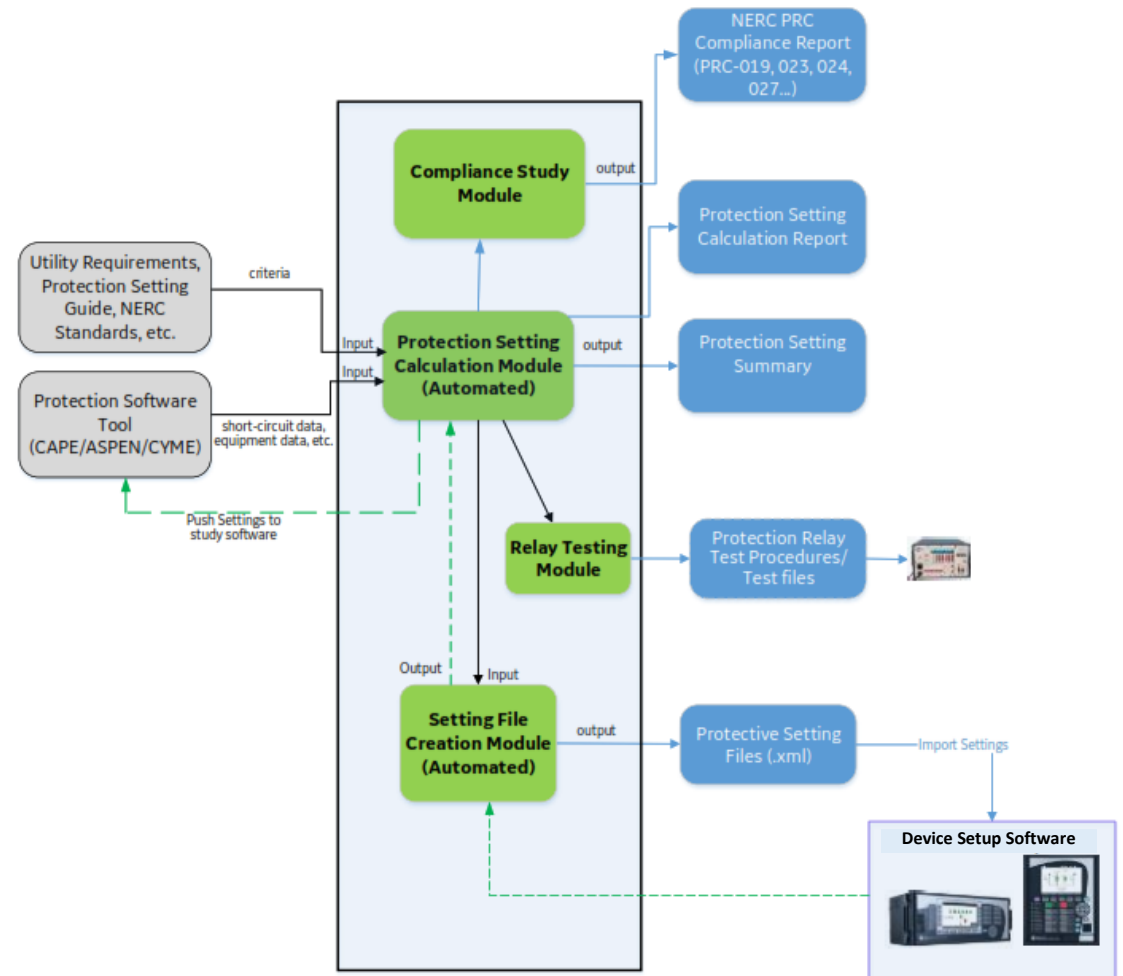 NERC PRC
Compliance Report
(PRC-019, 023, 024,
027...)
Compliance Study
Module
output
Protection Setting
Calculation Report
Utility Requirements,
Protection Setting
Guide, NERC
Standards, etc.
criteria
Input
Protection Setting
Calculation Module
(Automated)
output
Protection Setting
Summary
Input
Protection Software
Tool
(CAPE/ASPEN/CYME)
short-circuit data,
equipment data, etc.
Push Settings to
study software
Relay Testing
Module
Protection Relay
Test Procedures/
Test files
Output
Input
Setting File
Creation Module
(Automated)
output
Protective Setting
Files (.xml)
Import Settings
Device Setup Software